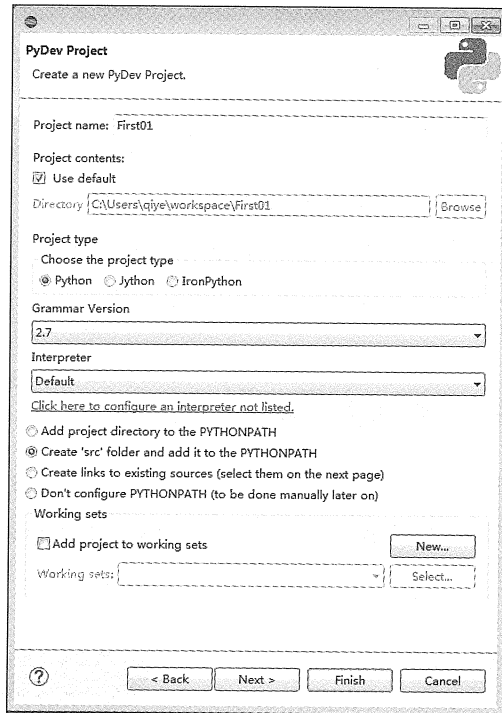 PyDev Project
Create a new PyDev Project.
Project name: First01
Project contents:
Use default
Directory C:\Users\qiye\workspace\First01 Browse
Project type
Choose the project type
Python Jython IronPython
Grammar Version
2.7
Interpreter
Default
Click here to configure an interpreter not listed.
Add project directory to the PYTHONPATH
Create 'src' folder and add it to the PYTHONPATH
Create links to existing sources (select them on the next page)
Don't configure PYTHONPATH (to be done manually later on)
Working sets
Add project to working sets New...
Working sets: Select...
? < Back Next > Finish Cancel